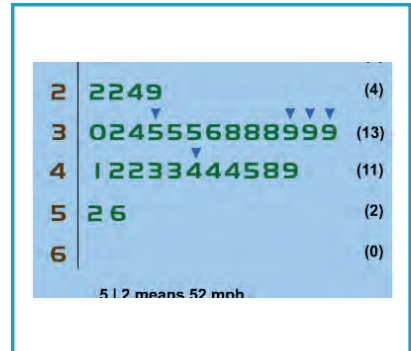 2 | 2249 (4)
3 | 0245556888999 (13)
4 | 12233444589 (11)
5 | 26 (2)
6 | (0)
5 | 2 means 52 mph